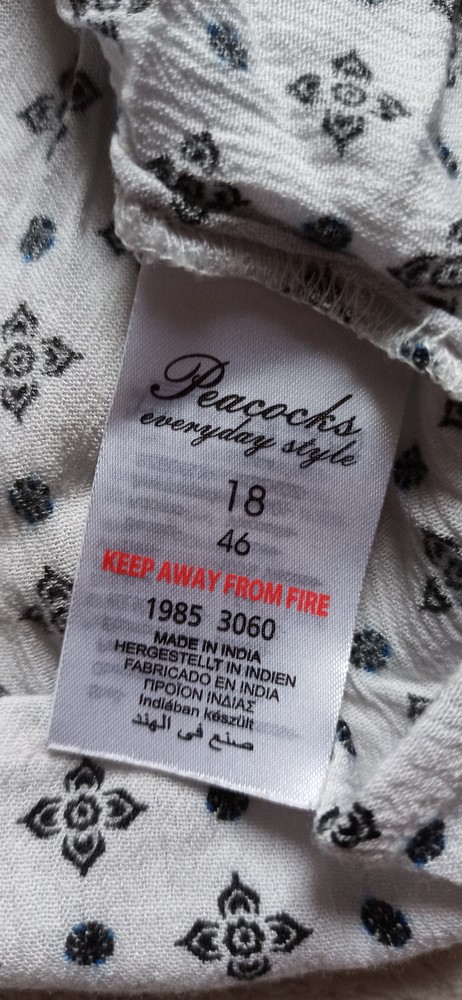 Peacocks
everyday style
18
46
KEEP AWAY FROM FIRE
1985 3060
MADE IN INDIA
HERGESTELLT IN INDIEN
FABRICADO EN INDIA
ΠΡΟΪΟΝ ΙΝΔΙΑΣ
Indiában készült
صنع في الهند